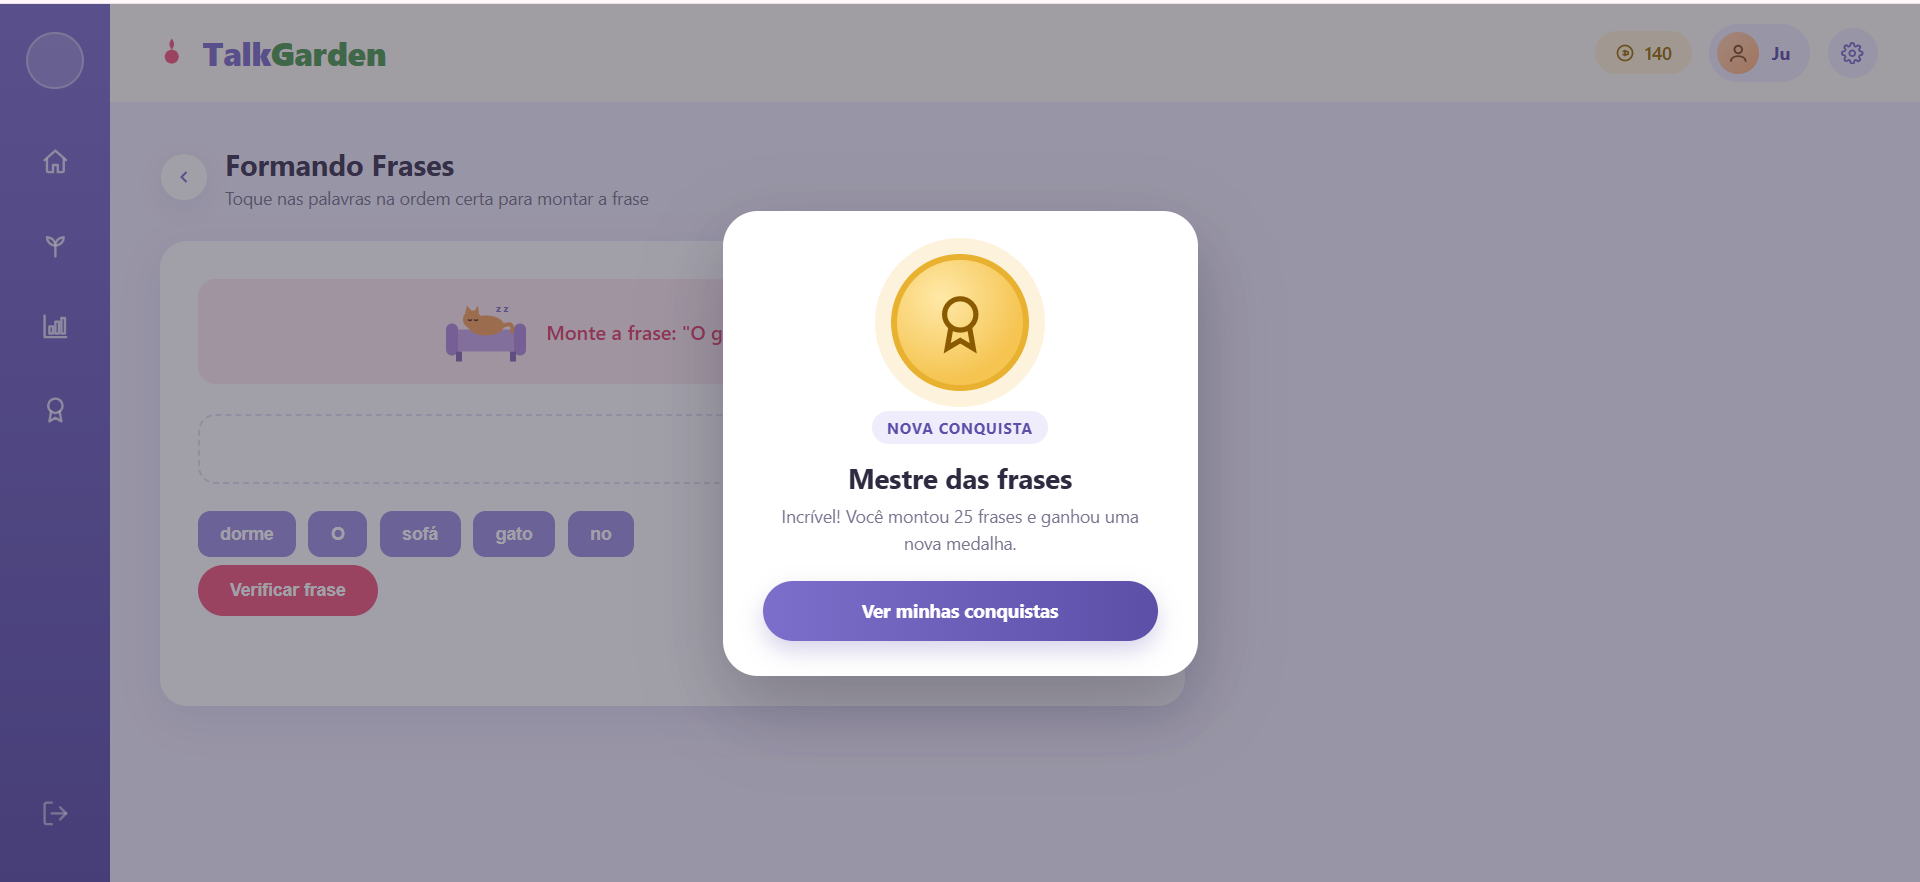 TalkGarden
140
Ju
Formando Frases
Toque nas palavras na ordem certa para montar a frase
zz
Monte a frase: "O g
dorme
O
sofá
gato
no
Verificar frase
NOVA CONQUISTA
Mestre das frases
Incrível! Você montou 25 frases e ganhou uma
nova medalha.
Ver minhas conquistas